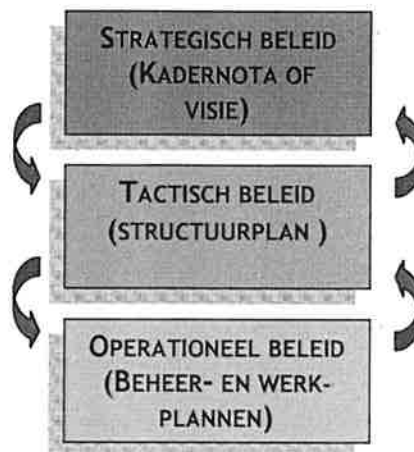 STRATEGISCH BELEID
(KADERNOTA OF
VISIE)
TACTISCH BELEID
(STRUCTUURPLAN )
OPERATIONEEL BELEID
(BEHEER- EN WERK-
PLANNEN)